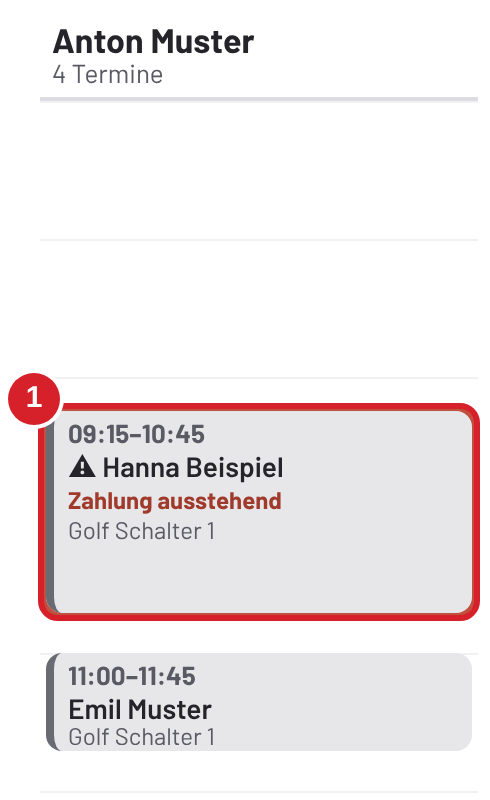 Anton Muster
4 Termine
1
09:15–10:45
Hanna Beispiel
Zahlung ausstehend
Golf Schalter 1
11:00–11:45
Emil Muster
Golf Schalter 1